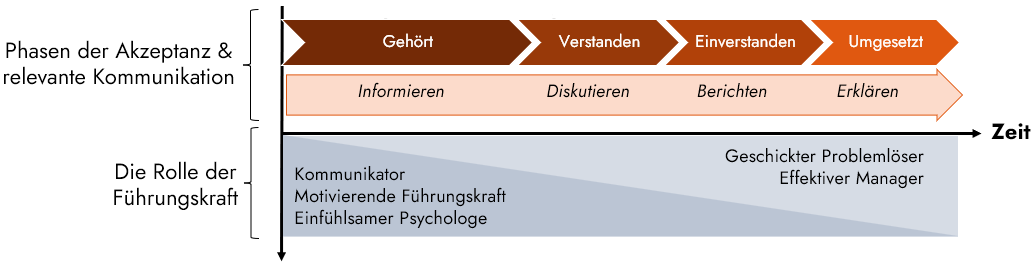 Phasen der Akzeptanz &
relevante Kommunikation
Gehört
Verstanden
Einverstanden
Umgesetzt
Informieren
Diskutieren
Berichten
Erklären
Zeit
Die Rolle der
Führungskraft
Kommunikator
Motivierende Führungskraft
Einfühlsamer Psychologe
Geschickter Problemlöser
Effektiver Manager